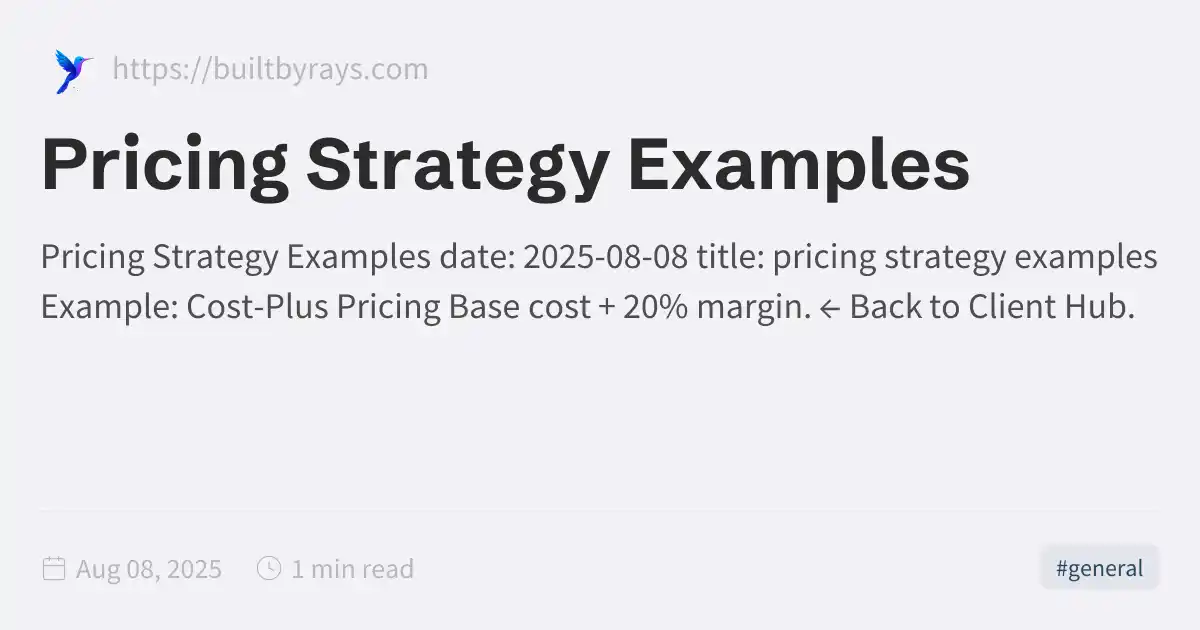 https://builtbyrays.com
Pricing Strategy Examples
Pricing Strategy Examples date: 2025-08-08 title: pricing strategy examples
Example: Cost-Plus Pricing Base cost + 20% margin. ← Back to Client Hub.
Aug 08, 2025 1 min read #general